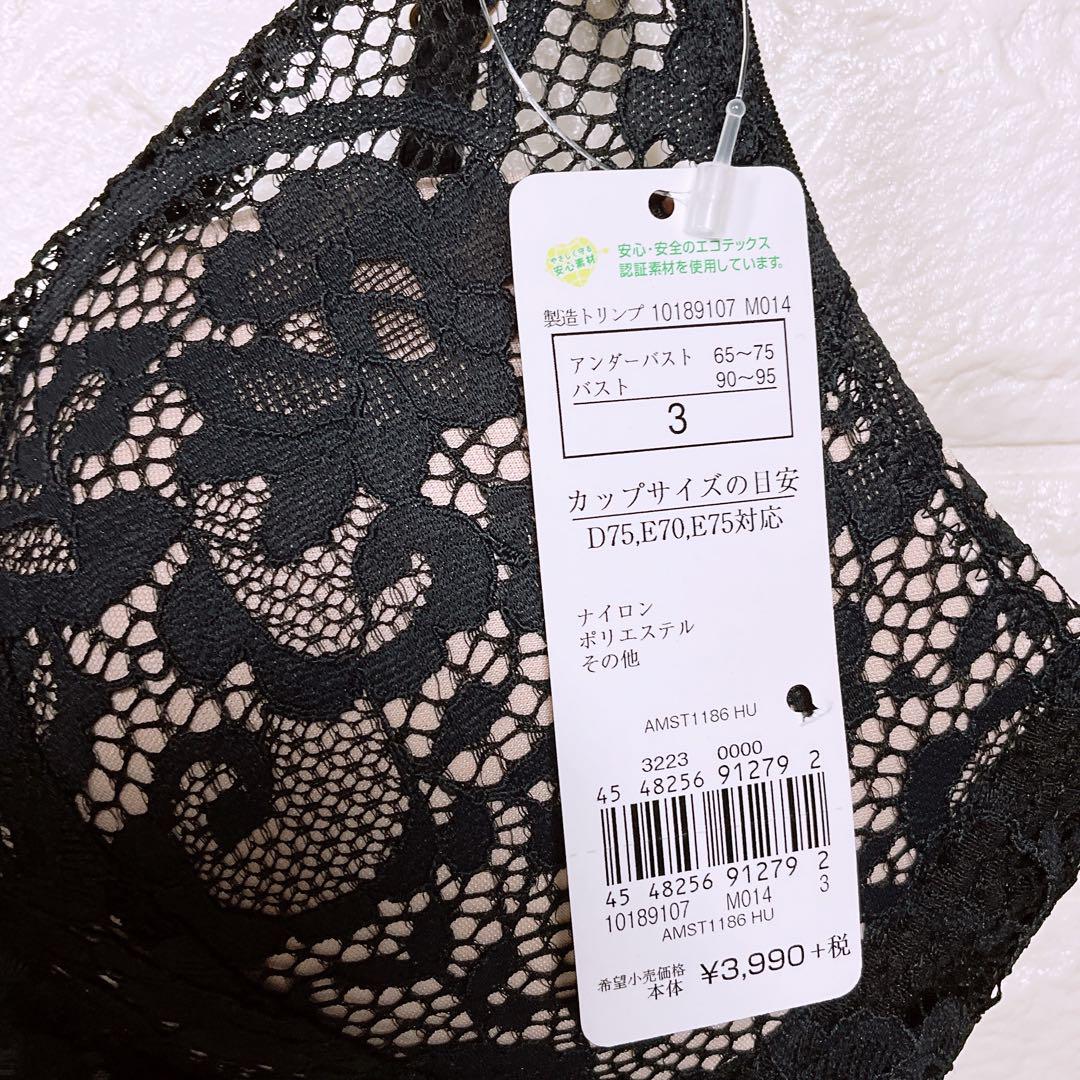 やさしく守る
安心素材
安心・安全のエコテックス
認証素材を使用しています。
製造トリンプ 10189107 M014
アンダーバスト 65〜75
バスト 90〜95
3
カップサイズの目安
D75,E70,E75対応
ナイロン
ポリエステル
その他
AMST1186 HU
3223 0000
45 48256 91279 2
45 48256 91279 2
10189107 M014 3
AMST1186 HU
希望小売価格
本体 ¥3,990+税